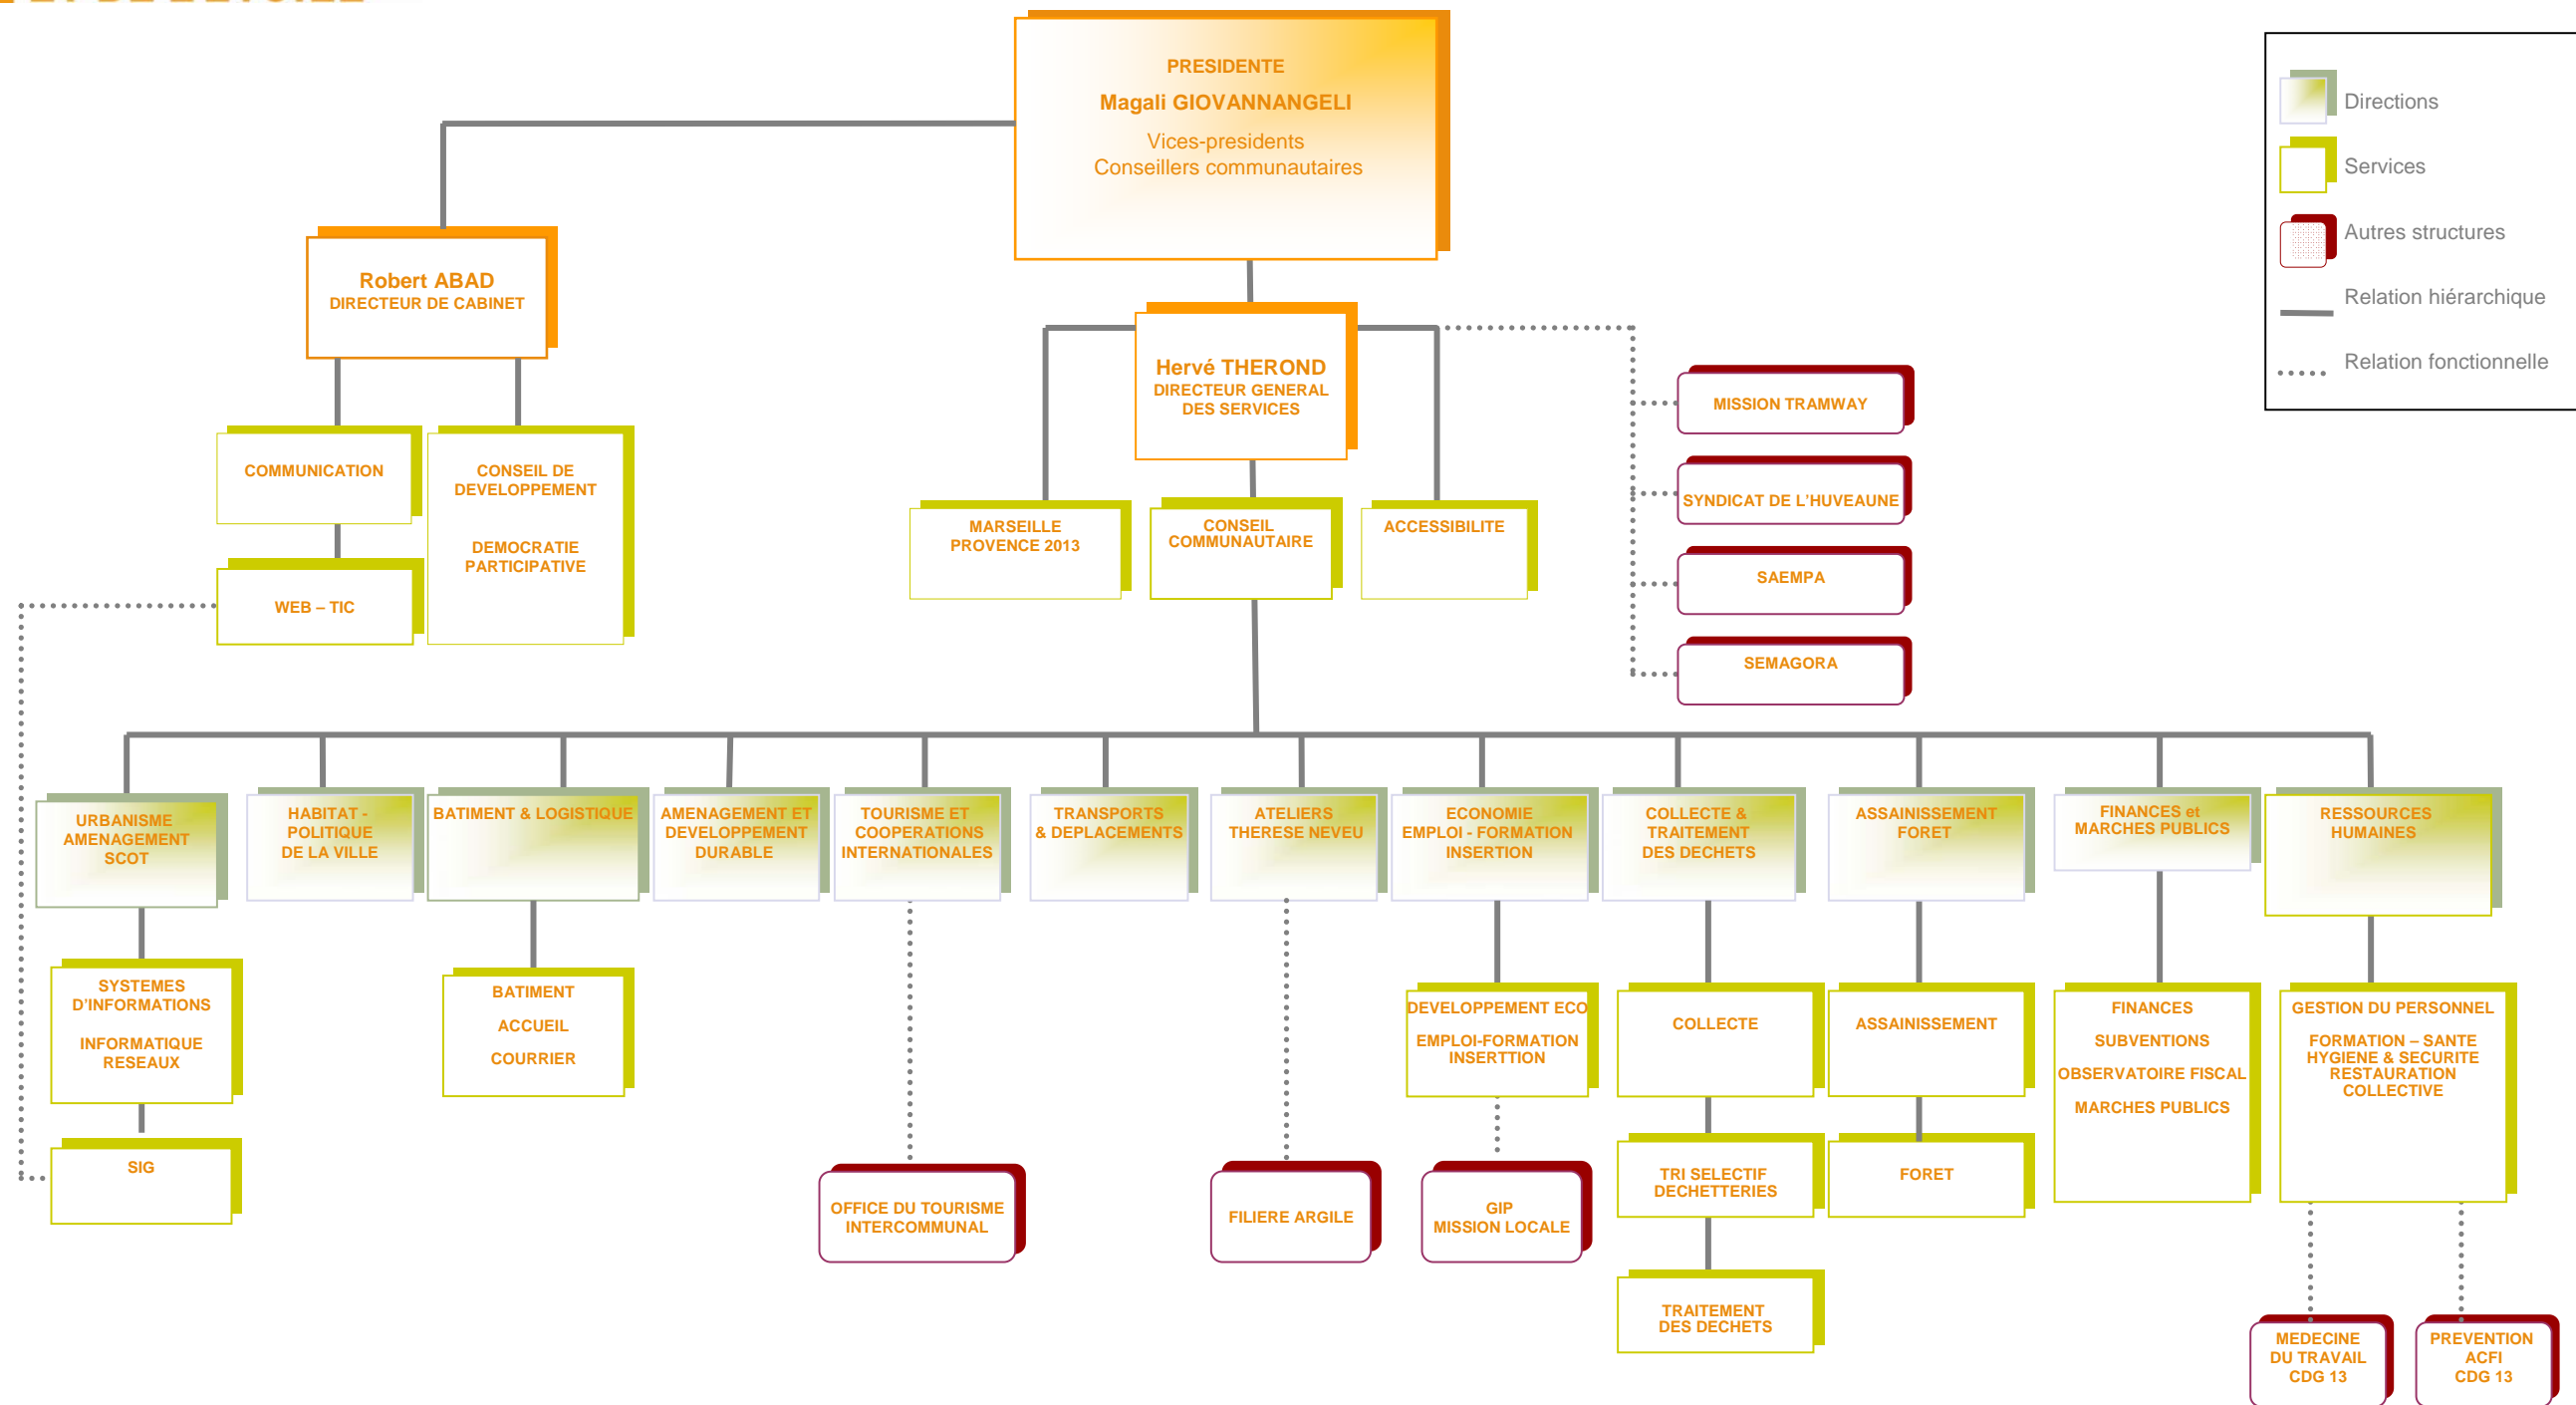 PRESIDENTE
Magali GIOVANNANGELI
Vices-presidents
Conseillers communautaires
Directions
Services
Autres structures
Relation hiérarchique
Relation fonctionnelle
Robert ABAD
DIRECTEUR DE CABINET
Hervé THEROND
DIRECTEUR GENERAL
DES SERVICES
MISSION TRAMWAY
SYNDICAT DE L'HUVEAUNE
SAEMPA
SEMAGORA
COMMUNICATION
CONSEIL DE
DEVELOPPEMENT
DEMOCRATIE
PARTICIPATIVE
WEB – TIC
MARSEILLE
PROVENCE 2013
CONSEIL
COMMUNAUTAIRE
ACCESSIBILITE
URBANISME
AMENAGEMENT
SCOT
HABITAT -
POLITIQUE
DE LA VILLE
BATIMENT & LOGISTIQUE
AMENAGEMENT ET
DEVELOPPEMENT
DURABLE
TOURISME ET
COOPERATIONS
INTERNATIONALES
TRANSPORTS
& DEPLACEMENTS
ATELIERS
THERESE NEVEU
ECONOMIE
EMPLOI - FORMATION
INSERTION
COLLECTE &
TRAITEMENT
DES DECHETS
ASSAINISSEMENT
FORET
FINANCES et
MARCHES PUBLICS
RESSOURCES
HUMAINES
SYSTEMES
D'INFORMATIONS
INFORMATIQUE
RESEAUX
SIG
BATIMENT
ACCUEIL
COURRIER
OFFICE DU TOURISME
INTERCOMMUNAL
FILIERE ARGILE
DEVELOPPEMENT ECO
EMPLOI-FORMATION
INSERTTION
GIP
MISSION LOCALE
COLLECTE
TRI SELECTIF
DECHETTERIES
TRAITEMENT
DES DECHETS
ASSAINISSEMENT
FORET
FINANCES
SUBVENTIONS
OBSERVATOIRE FISCAL
MARCHES PUBLICS
GESTION DU PERSONNEL
FORMATION – SANTE
HYGIENE & SECURITE
RESTAURATION
COLLECTIVE
MEDECINE
DU TRAVAIL
CDG 13
PREVENTION
ACFI
CDG 13